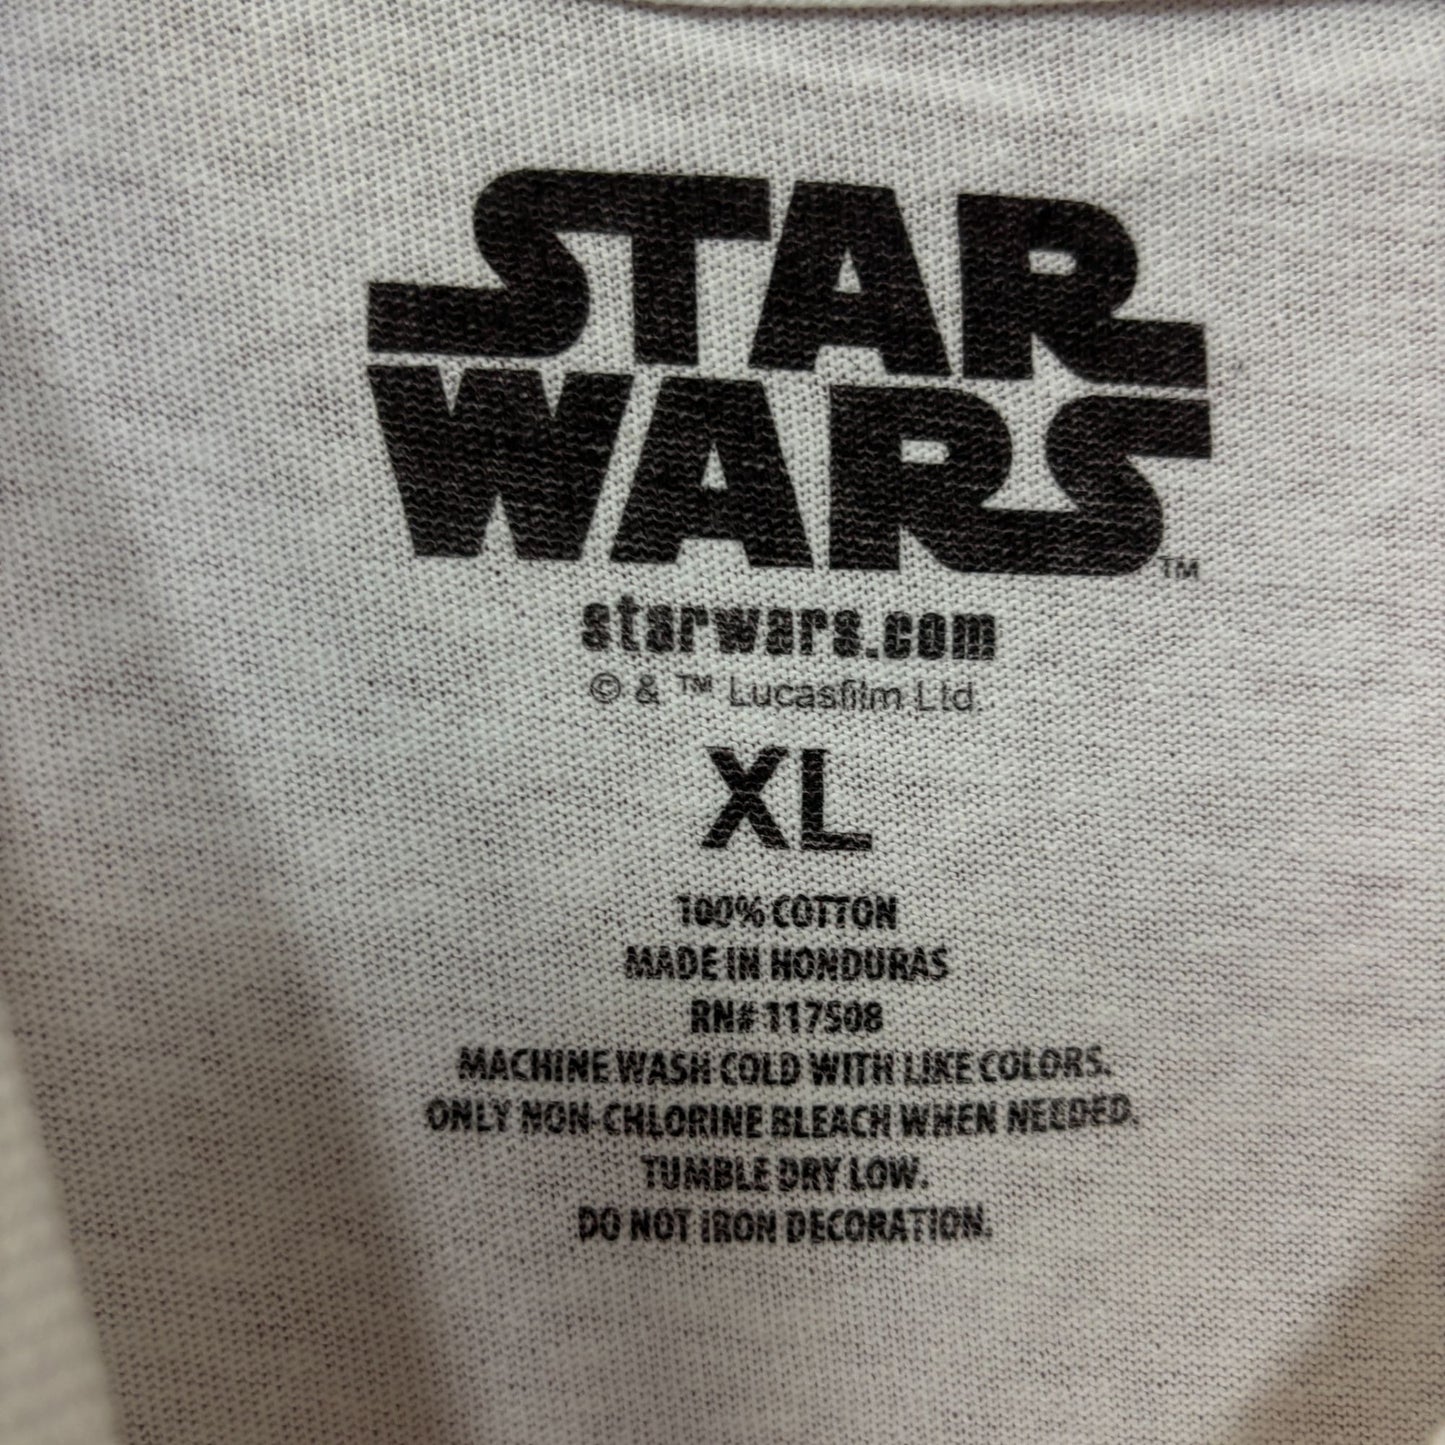 STAR
WARS™
starwars.com
© & ™ Lucasfilm Ltd.
XL
100% COTTON
MADE IN HONDURAS
RN# 117508
MACHINE WASH COLD WITH LIKE COLORS.
ONLY NON-CHLORINE BLEACH WHEN NEEDED.
TUMBLE DRY LOW.
DO NOT IRON DECORATION.